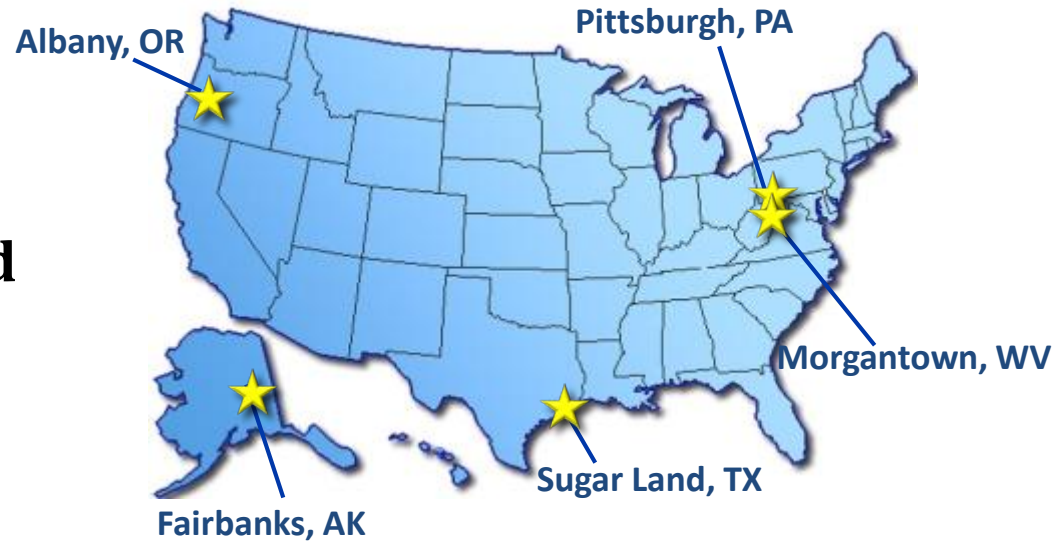 Pittsburgh, PA
Albany, OR
d
Morgantown, WV
Sugar Land, TX
Fairbanks, AK